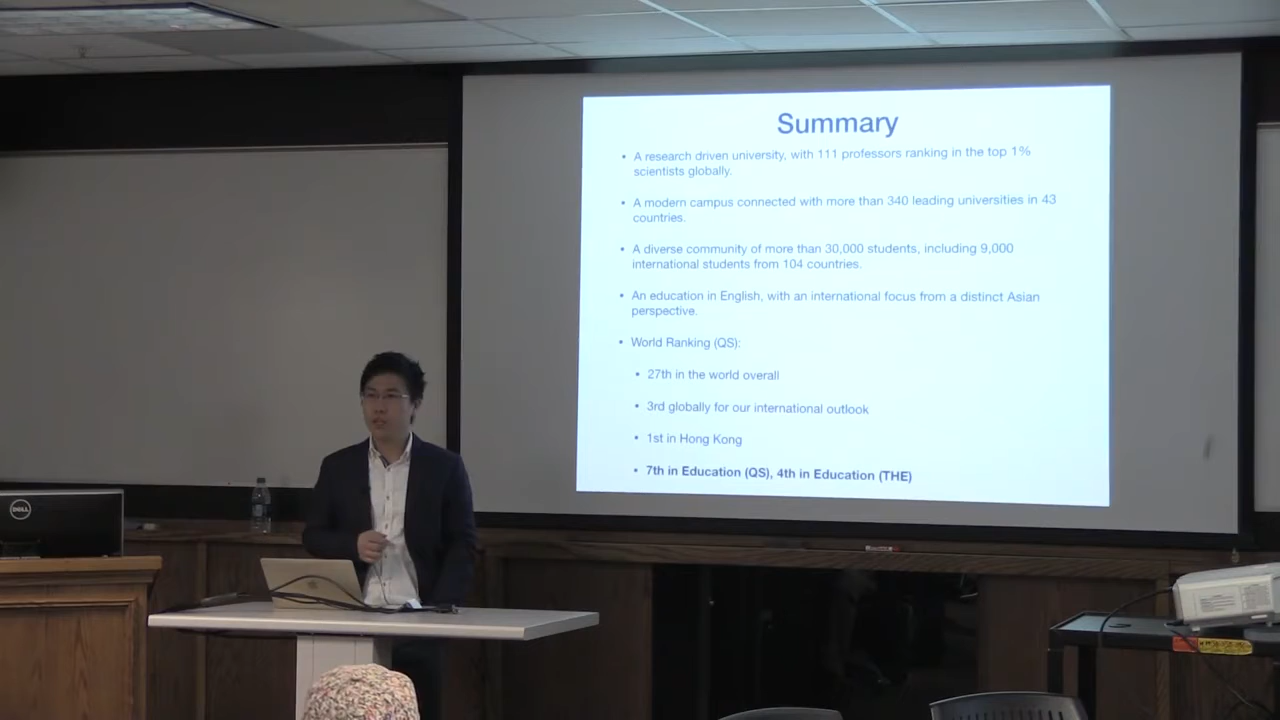 Summary
• A research driven university, with 111 professors ranking in the top 1%
scientists globally.
• A modern campus connected with more than 340 leading universities in 43
countries.
• A diverse community of more than 30,000 students, including 9,000
international students from 104 countries.
• An education in English, with an international focus from a distinct Asian
perspective.
• World Ranking (QS):
• 27th in the world overall
• 3rd globally for our international outlook
• 1st in Hong Kong
• 7th in Education (QS), 4th in Education (THE)
DELL